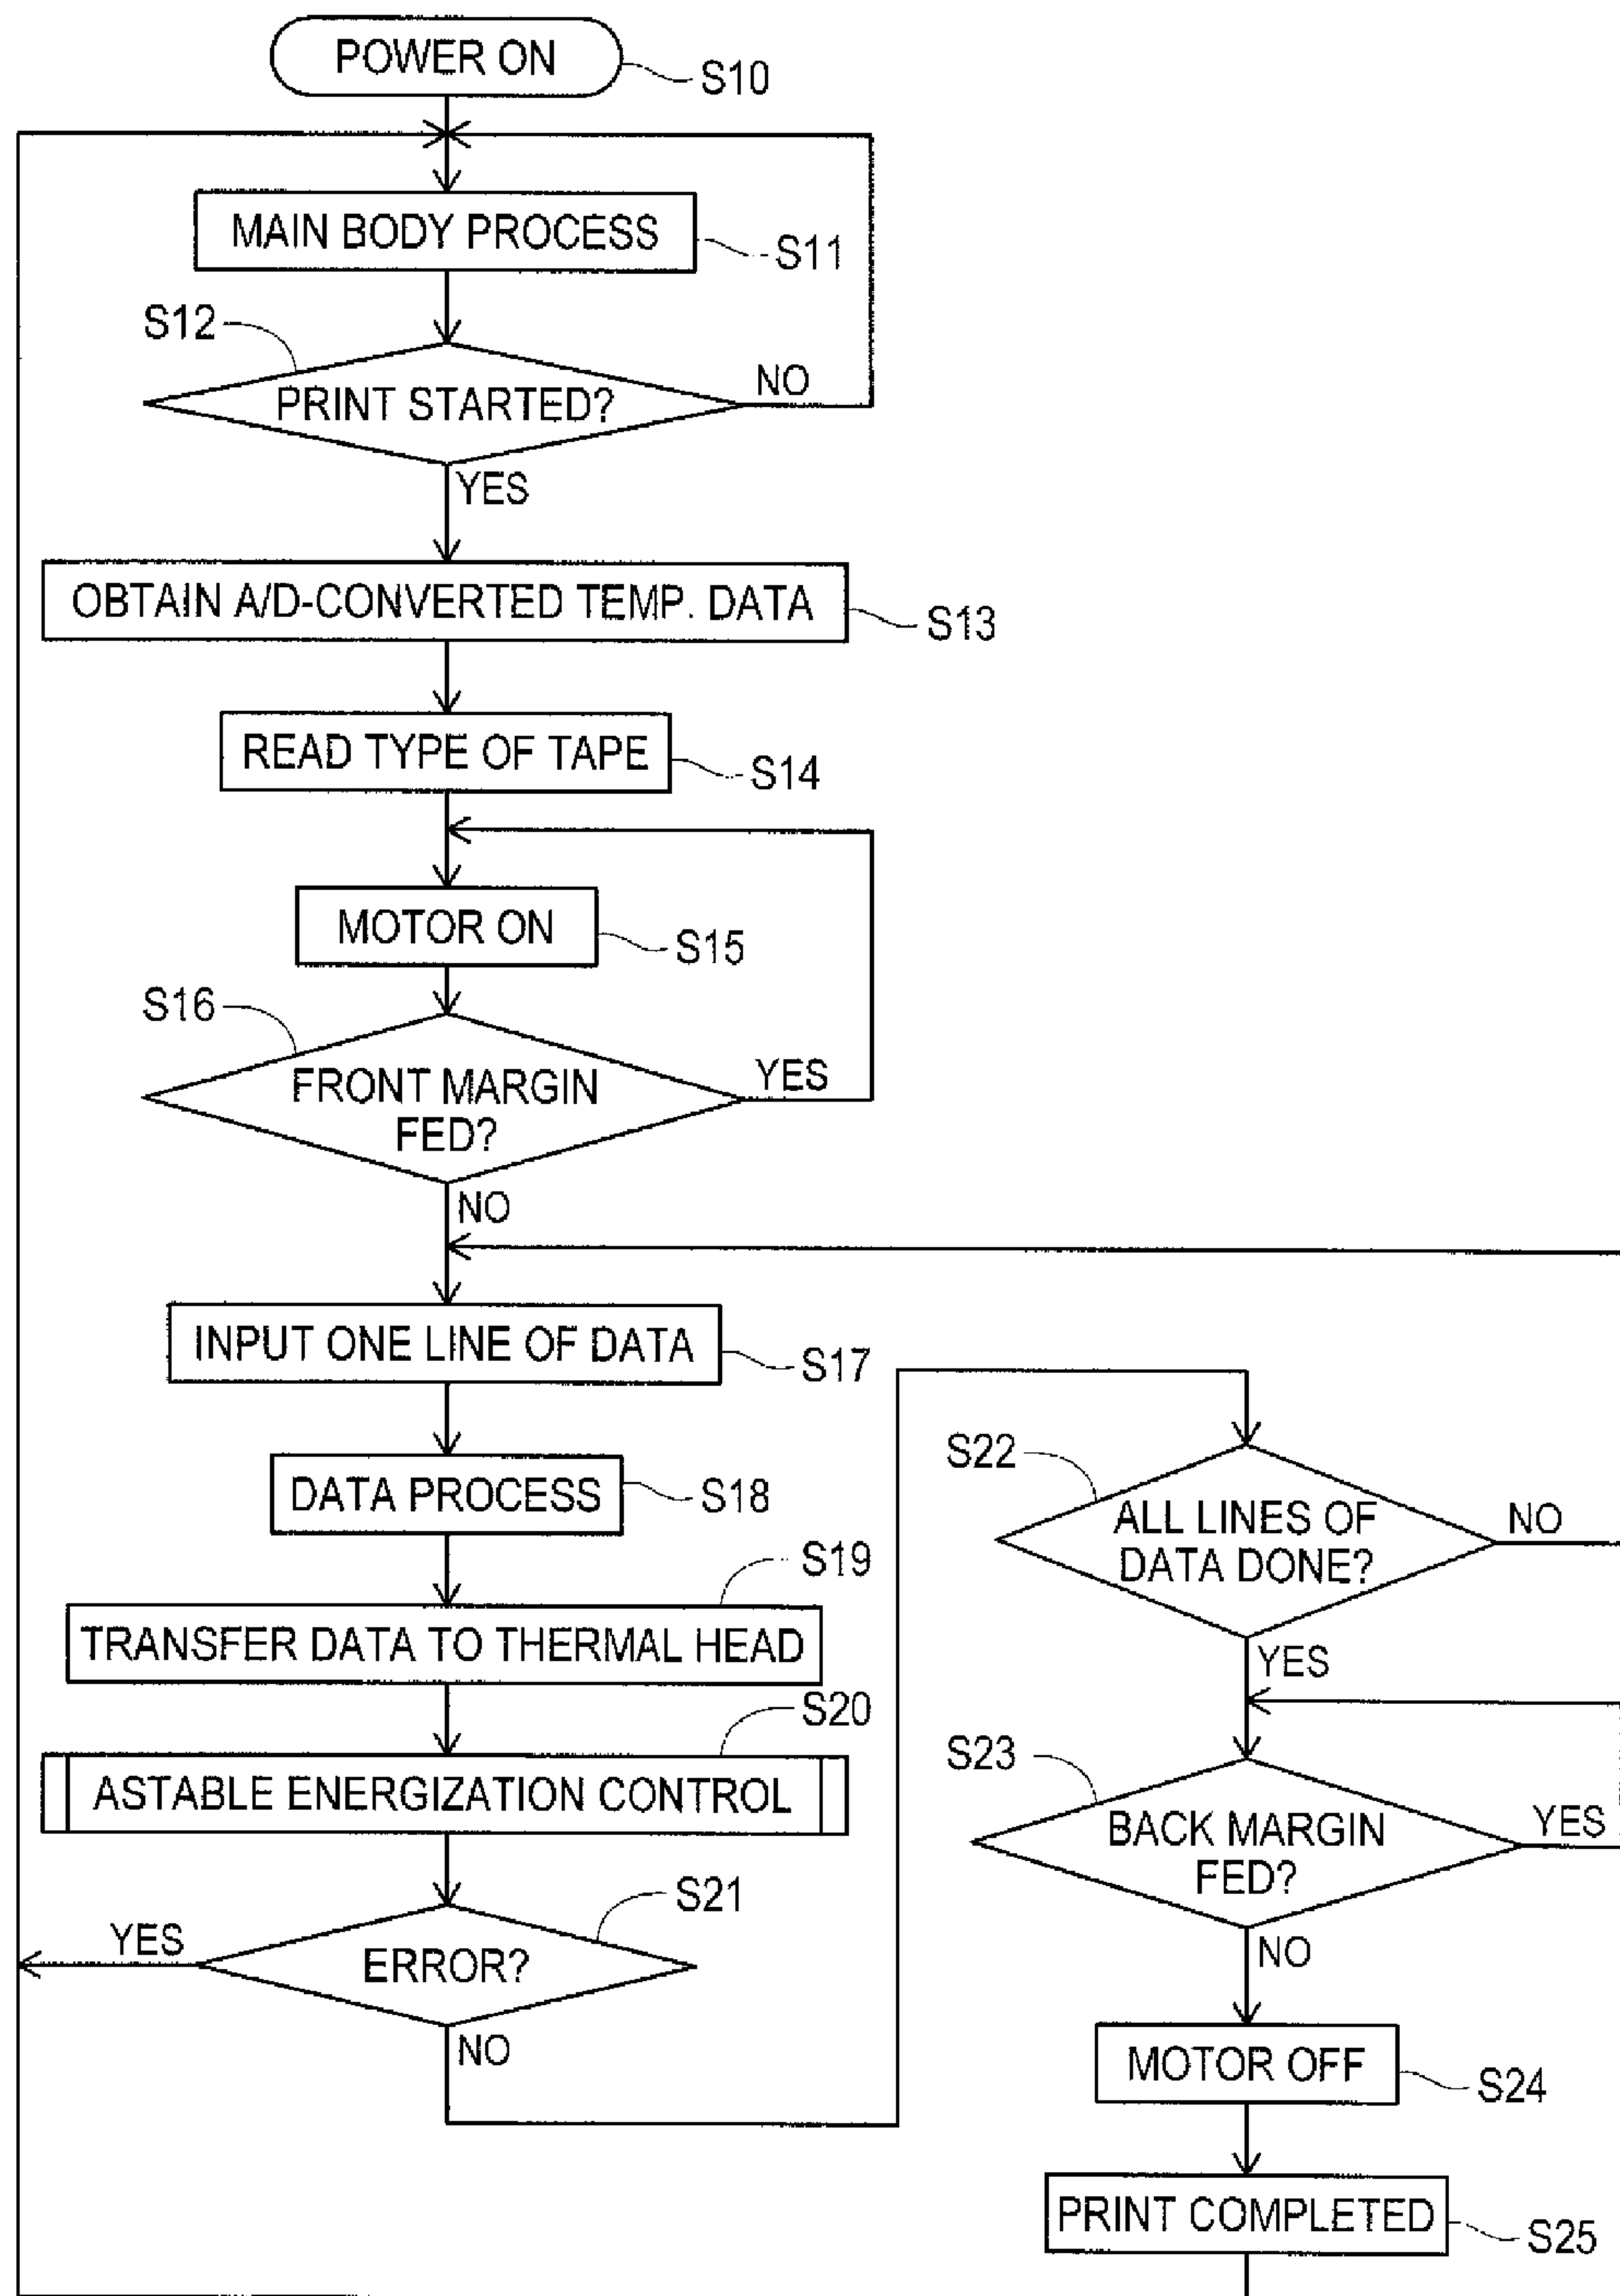 POWER ON
S10
MAIN BODY PROCESS
S11
S12
PRINT STARTED?
NO
YES
OBTAIN A/D-CONVERTED TEMP. DATA
S13
READ TYPE OF TAPE
S14
MOTOR ON
S15
S16
FRONT MARGIN
FED?
YES
NO
INPUT ONE LINE OF DATA
S17
DATA PROCESS
S18
S19
TRANSFER DATA TO THERMAL HEAD
S20
ASTABLE ENERGIZATION CONTROL
S21
ERROR?
YES
NO
S22
ALL LINES OF
DATA DONE?
NO
YES
S23
BACK MARGIN
FED?
YES
NO
MOTOR OFF
S24
PRINT COMPLETED
S25